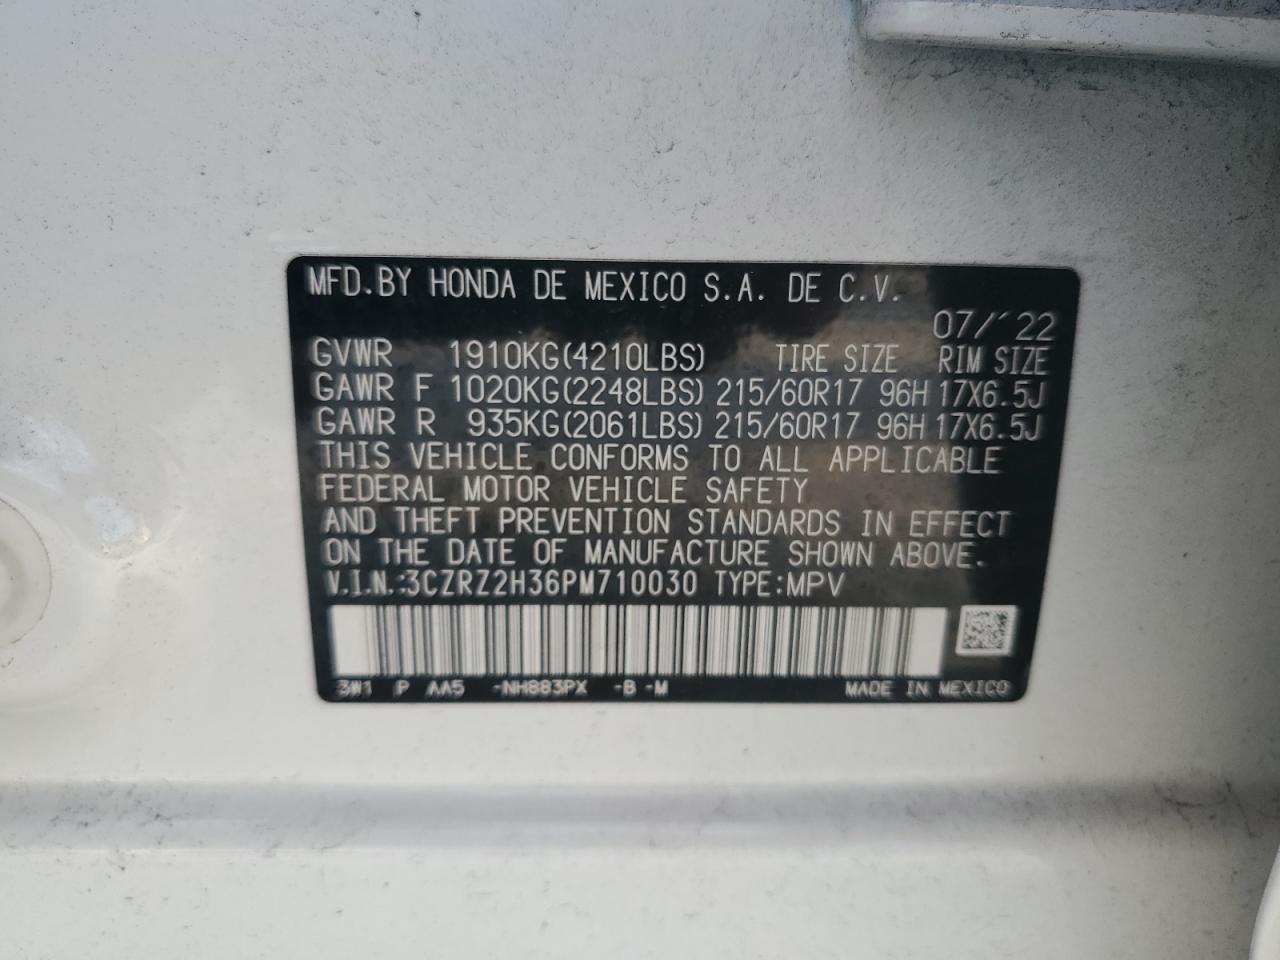 MFD.BY HONDA DE MEXICO S.A. DE C.V.
07/'22
GVWR 1910KG(4210LBS) TIRE SIZE RIM SIZE
GAWR F 1020KG(2248LBS) 215/60R17 96H 17X6.5J
GAWR R 935KG(2061LBS) 215/60R17 96H 17X6.5J
THIS VEHICLE CONFORMS TO ALL APPLICABLE
FEDERAL MOTOR VEHICLE SAFETY
AND THEFT PREVENTION STANDARDS IN EFFECT
ON THE DATE OF MANUFACTURE SHOWN ABOVE.
V.I.N.:3CZRZ2H36PM710030 TYPE:MPV
3W1 P AA5 -NH883PX -B -M MADE IN MEXICO